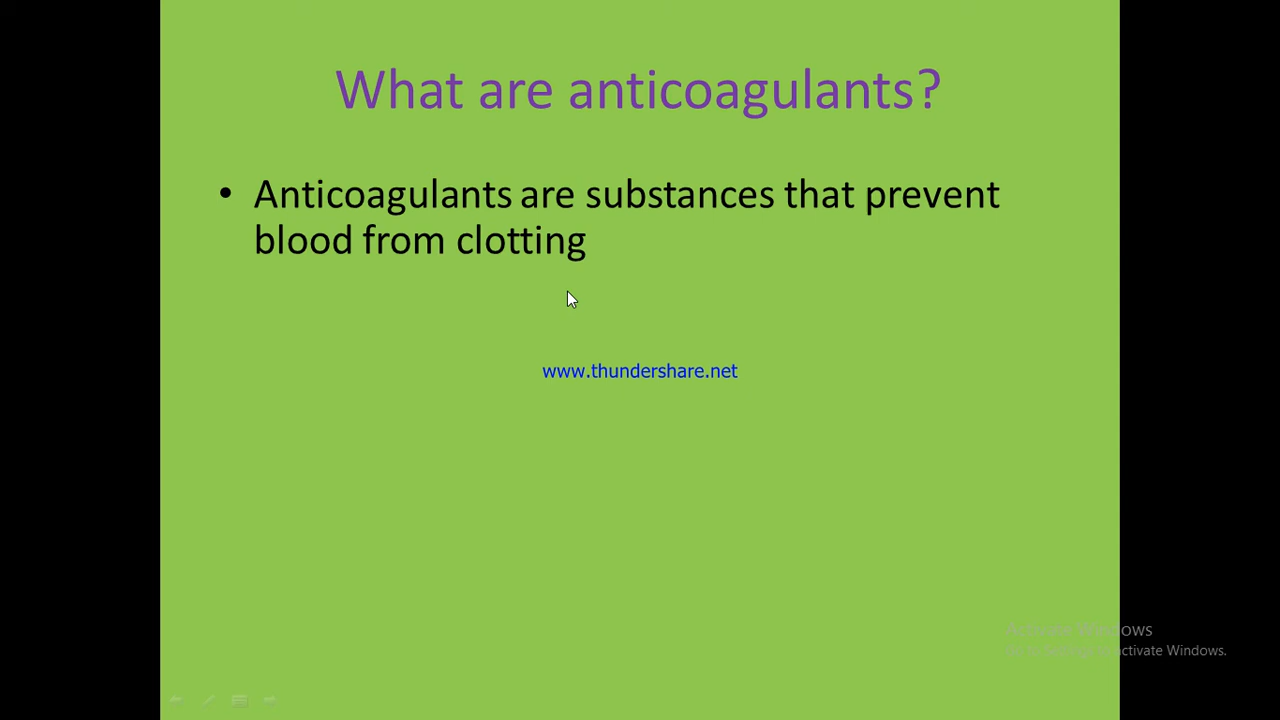 What are anticoagulants?
• Anticoagulants are substances that prevent
blood from clotting
www.thundershare.net
Activate Windows
Go to Settings to activate Windows.